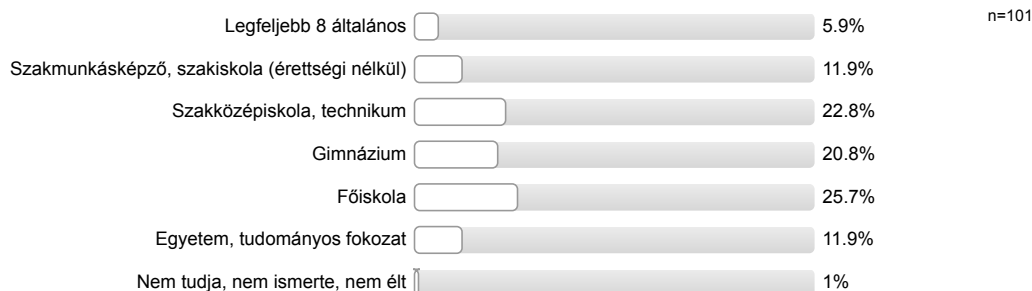 Legfeljebb 8 általános 5.9% n=101
Szakmunkásképző, szakiskola (érettségi nélkül) 11.9%
Szakközépiskola, technikum 22.8%
Gimnázium 20.8%
Főiskola 25.7%
Egyetem, tudományos fokozat 11.9%
Nem tudja, nem ismerte, nem élt 1%